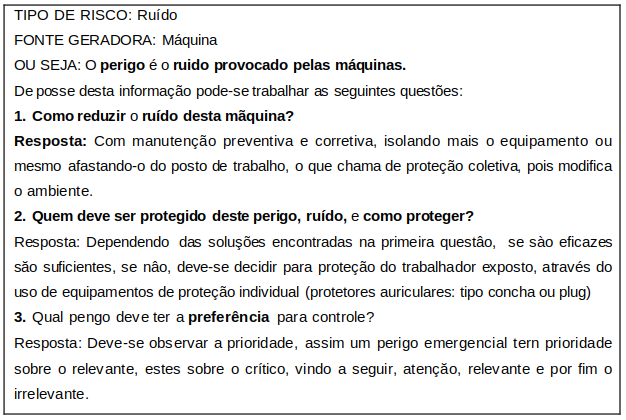 TIPO DE RISCO: Ruído
FONTE GERADORA: Máquina
OU SEJA: O perigo é o ruido provocado pelas máquinas.
De posse desta informação pode-se trabalhar as seguintes questões:
1. Como reduzir o ruído desta mãquina?
Resposta: Com manutenção preventiva e corretiva, isolando mais o equipamento ou
mesmo afastando-o do posto de trabalho, o que chama de proteção coletiva, pois modifica
o ambiente.
2. Quem deve ser protegido deste perigo, ruído, e como proteger?
Resposta: Dependendo das soluções encontradas na primeira questâo, se sào eficazes
săo suficientes, se nâo, deve-se decidir para proteção do trabalhador exposto, através do
uso de equipamentos de proteção individual (protetores auriculares: tipo concha ou plug)
3. Qual pengo deve ter a preferência para controle?
Resposta: Deve-se observar a prioridade, assim um perigo emergencial tern prioridade
sobre o relevante, estes sobre o crítico, vindo a seguir, atenção, relevante e por fim o
irrelevante.